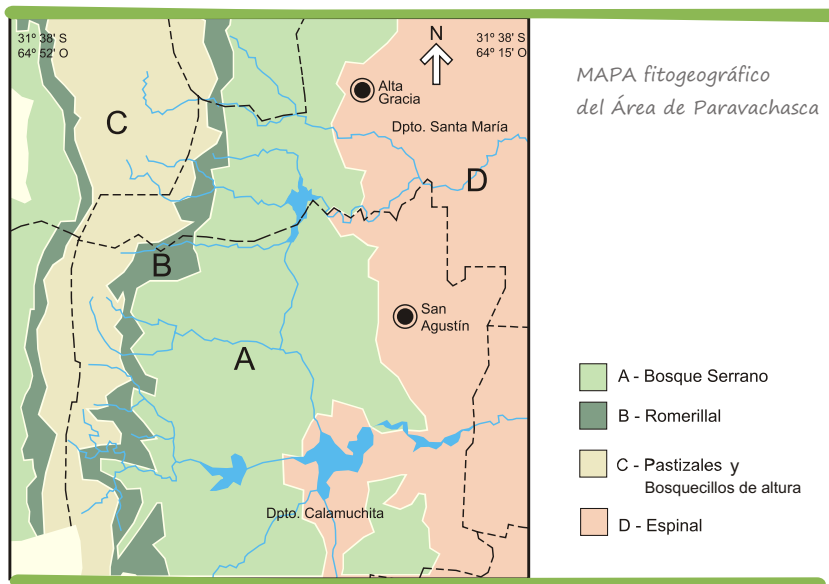 31° 38' S
64° 52' O
N
31° 38' S
64° 15' O
MAPA fitogeográfico
del Área de Paravachasca
Alta
Gracia
C
Dpto. Santa María
D
B
San
Agustín
A
A - Bosque Serrano
B - Romerillal
C - Pastizales y
Bosquecillos de altura
Dpto. Calamuchita
D - Espinal